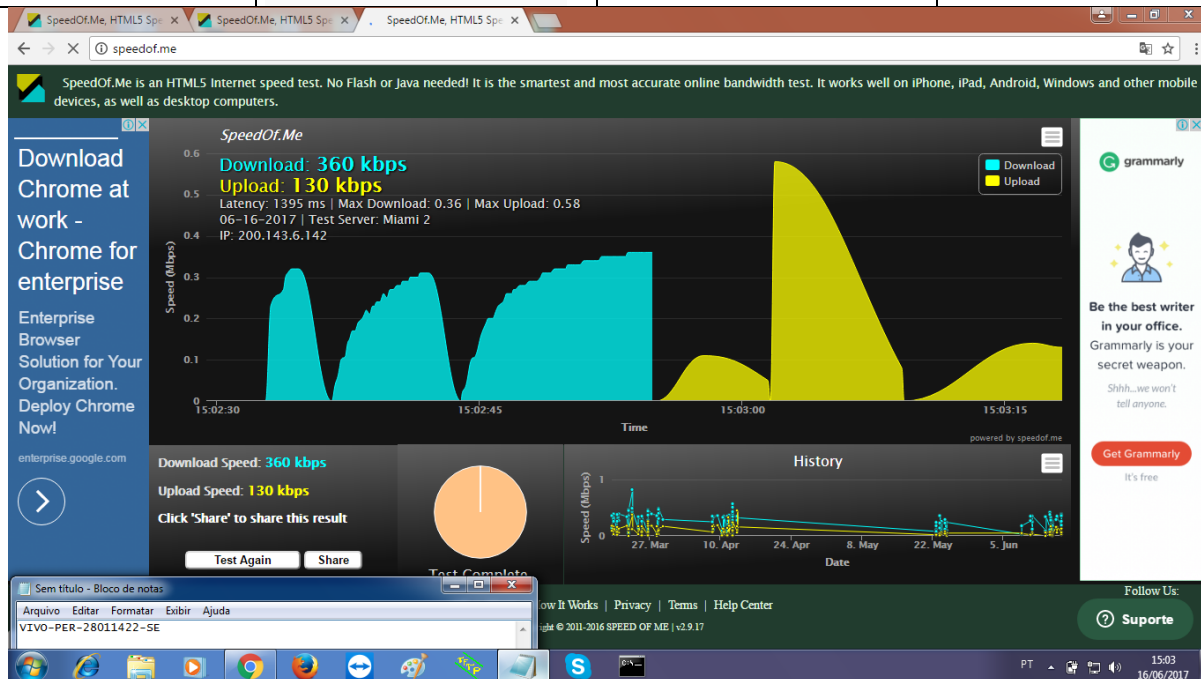 SpeedOf.Me, HTML5 Spe
SpeedOf.Me, HTML5 Spe
SpeedOf.Me, HTML5 Spe
speedof.me
SpeedOf.Me is an HTML5 Internet speed test. No Flash or Java needed! It is the smartest and most accurate online bandwidth test. It works well on iPhone, iPad, Android, Windows and other mobile
devices, as well as desktop computers.
Download
Chrome at
work -
Chrome for
enterprise
Enterprise
Browser
Solution for Your
Organization.
Deploy Chrome
Now!
enterprise.google.com
SpeedOf.Me
Download: 360 kbps
Upload: 130 kbps
Latency: 1395 ms | Max Download: 0.36 | Max Upload: 0.58
06-16-2017 | Test Server: Miami 2
IP: 200.143.6.142
Download
Upload
Speed (Mbps)
0.6
0.5
0.4
0.3
0.2
0.1
0
15:02:30 15:02:45 15:03:00 15:03:15
Time
powered by speedof.me
grammarly
Be the best writer
in your office.
Grammarly is your
secret weapon.
Shhh...we won't
tell anyone.
Get Grammarly
It's free
Download Speed: 360 kbps
Upload Speed: 130 kbps
Click 'Share' to share this result
Test Again Share
Test Complete
History
Speed (Mbps)
1
0
27. Mar 10. Apr 24. Apr 8. May 22. May 5. Jun
Date
Sem título - Bloco de notas
Arquivo Editar Formatar Exibir Ajuda
VIVO-PER-28011422-SE
It Works | Privacy | Terms | Help Center
© 2011-2016 SPEED OF ME | v2.9.17
Follow Us:
Suporte
PT
15:03
16/06/2017